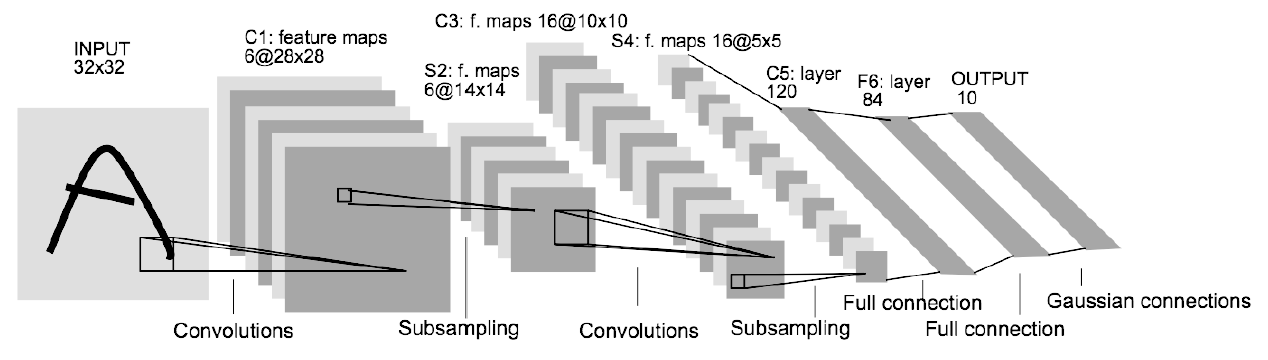 INPUT
32x32
C1: feature maps
6@28x28
S2: f. maps
6@14x14
C3: f. maps 16@10x10
S4: f. maps 16@5x5
C5: layer
120
F6: layer
84
OUTPUT
10
Convolutions
Subsampling
Convolutions
Subsampling
Full connection
Full connection
Gaussian connections